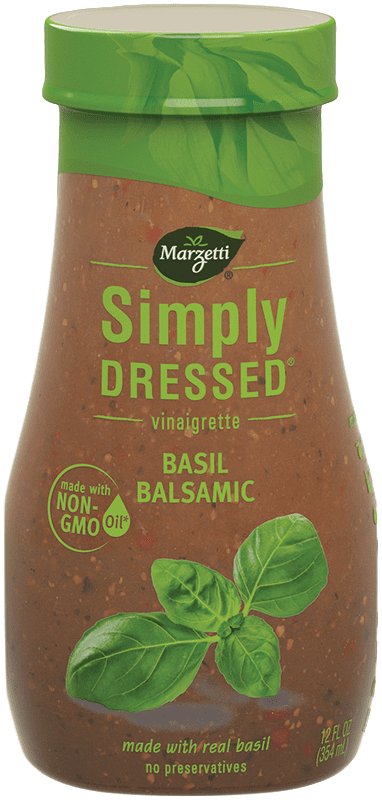 Marzetti®
Simply
DRESSED®
vinaigrette
BASIL
BALSAMIC
made with
NON-
GMO Oil*
made with real basil
no preservatives
12 FL OZ
(354 mL)